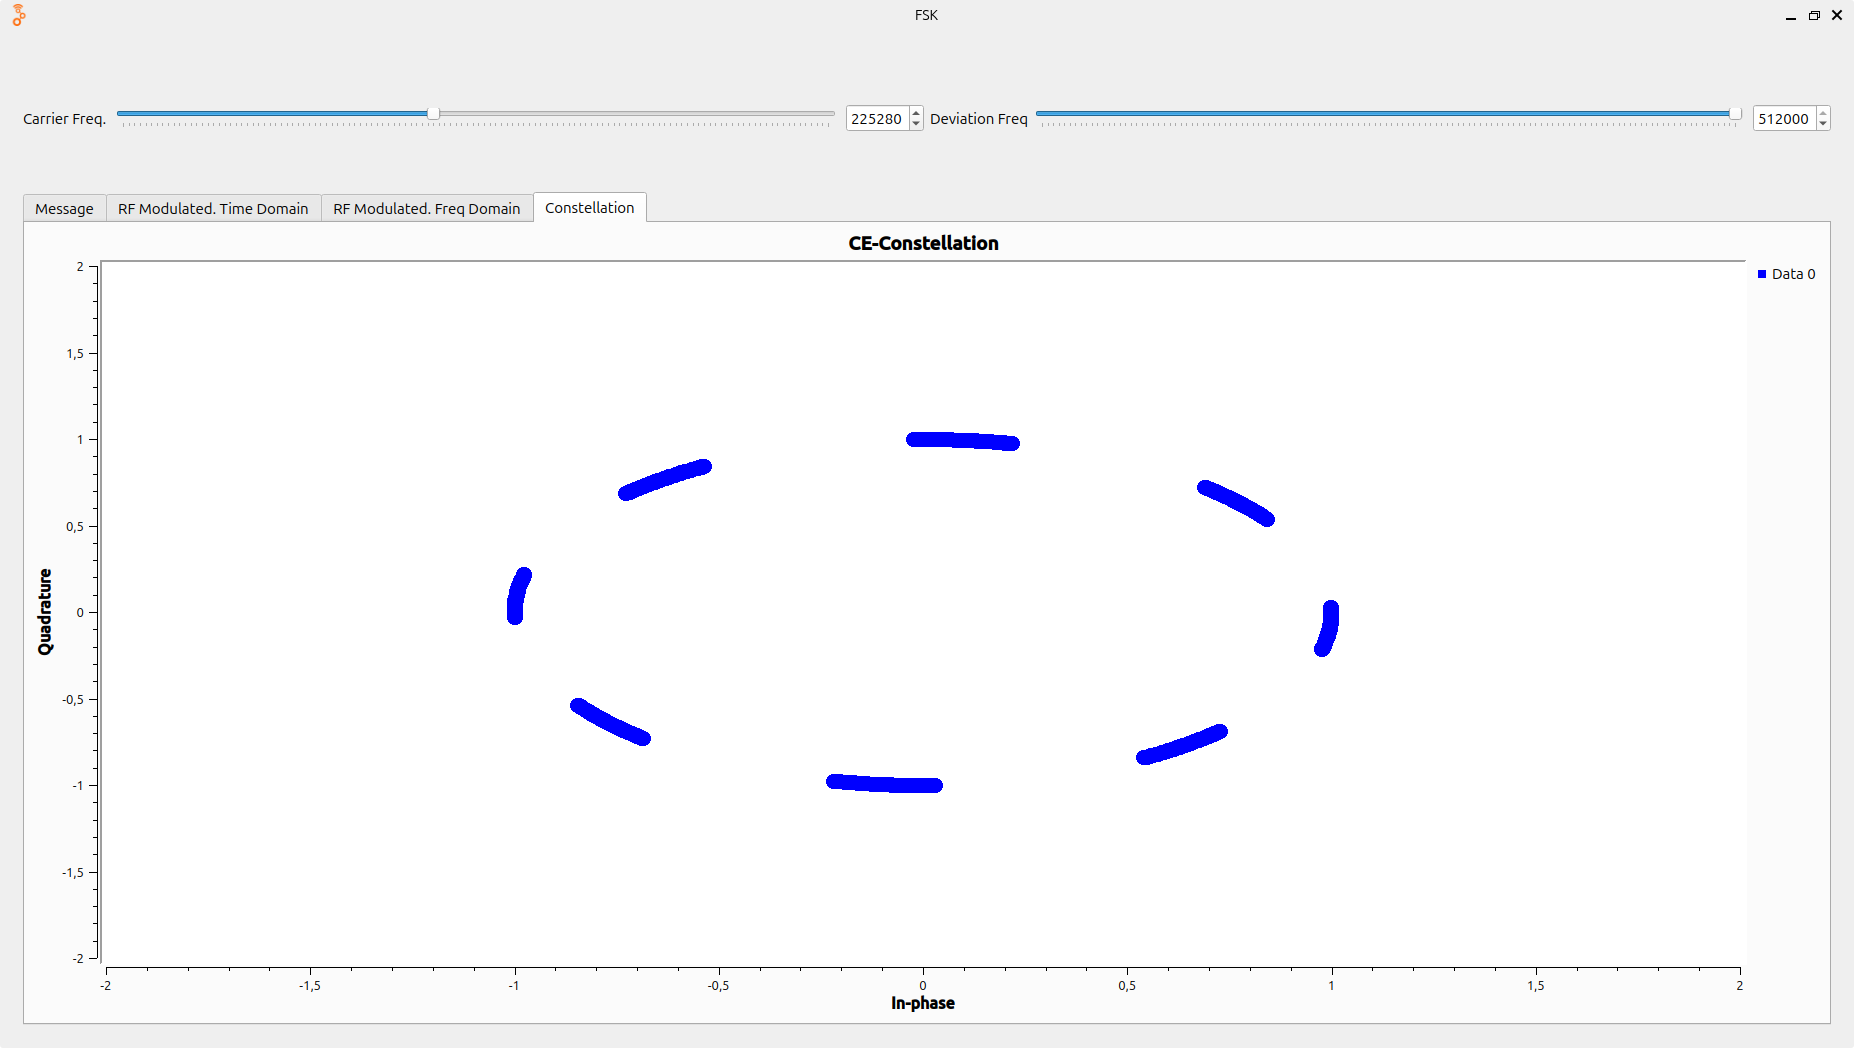 FSK
Carrier Freq. 225280 Deviation Freq 512000
Message RF Modulated. Time Domain RF Modulated. Freq Domain Constellation
CE-Constellation
Data 0
2
1,5
1
0,5
0
-0,5
-1
-1,5
-2
Quadrature
-2 -1,5 -1 -0,5 0 0,5 1 1,5 2
In-phase